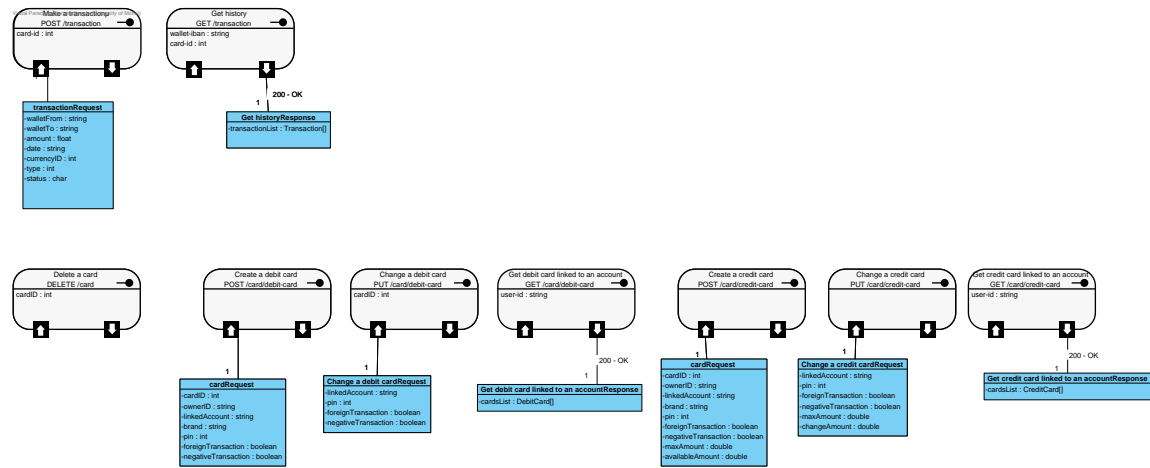 Make a transactionu
POST /transaction
card-id : int
transactionRequest
-walletFrom : string
-walletTo : string
-amount : float
-date : string
-currencyID : int
-type : int
-status : char
Get history
GET /transaction
wallet-iban : string
card-id : int
200 - OK
1
Get historyResponse
-transactionList : Transaction[]
Delete a card
DELETE /card
cardID : int
Create a debit card
POST /card/debit-card
1
cardRequest
-cardID : int
-ownerID : string
-linkedAccount : string
-brand : string
-pin : int
-foreignTransaction : boolean
-negativeTransaction : boolean
Change a debit card
PUT /card/debit-card
cardID : int
1
Change a debit cardRequest
-linkedAccount : string
-pin : int
-foreignTransaction : boolean
-negativeTransaction : boolean
Get debit card linked to an account
GET /card/debit-card
user-id : string
200 - OK
1
Get debit card linked to an accountResponse
-cardsList : DebitCard[]
Create a credit card
POST /card/credit-card
1
cardRequest
-cardID : int
-ownerID : string
-linkedAccount : string
-brand : string
-pin : int
-foreignTransaction : boolean
-negativeTransaction : boolean
-maxAmount : double
-availableAmount : double
Change a credit card
PUT /card/credit-card
1
Change a credit cardRequest
-linkedAccount : string
-pin : int
-foreignTransaction : boolean
-negativeTransaction : boolean
-maxAmount : double
-changeAmount : double
Get credit card linked to an account
GET /card/credit-card
user-id : string
200 - OK
1
Get credit card linked to an accountResponse
-cardsList : CreditCard[]